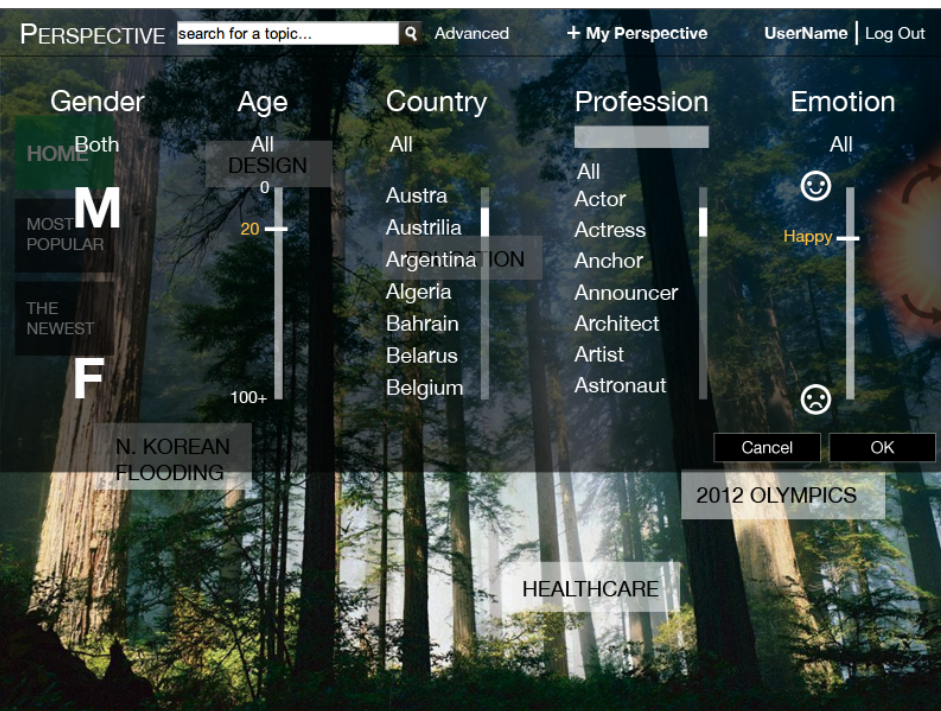 PERSPECTIVE search for a topic... Advanced + My Perspective UserName | Log Out
Gender
Both
M
F
Age
All
0
20
100+
Country
All
Austra
Austrilia
Argentina
Algeria
Bahrain
Belarus
Belgium
Profession
All
Actor
Actress
Anchor
Announcer
Architect
Artist
Astronaut
Emotion
All
Happy
Cancel
OK
HOME
MOST
POPULAR
THE
NEWEST
DESIGN
N. KOREAN
FLOODING
2012 OLYMPICS
HEALTHCARE